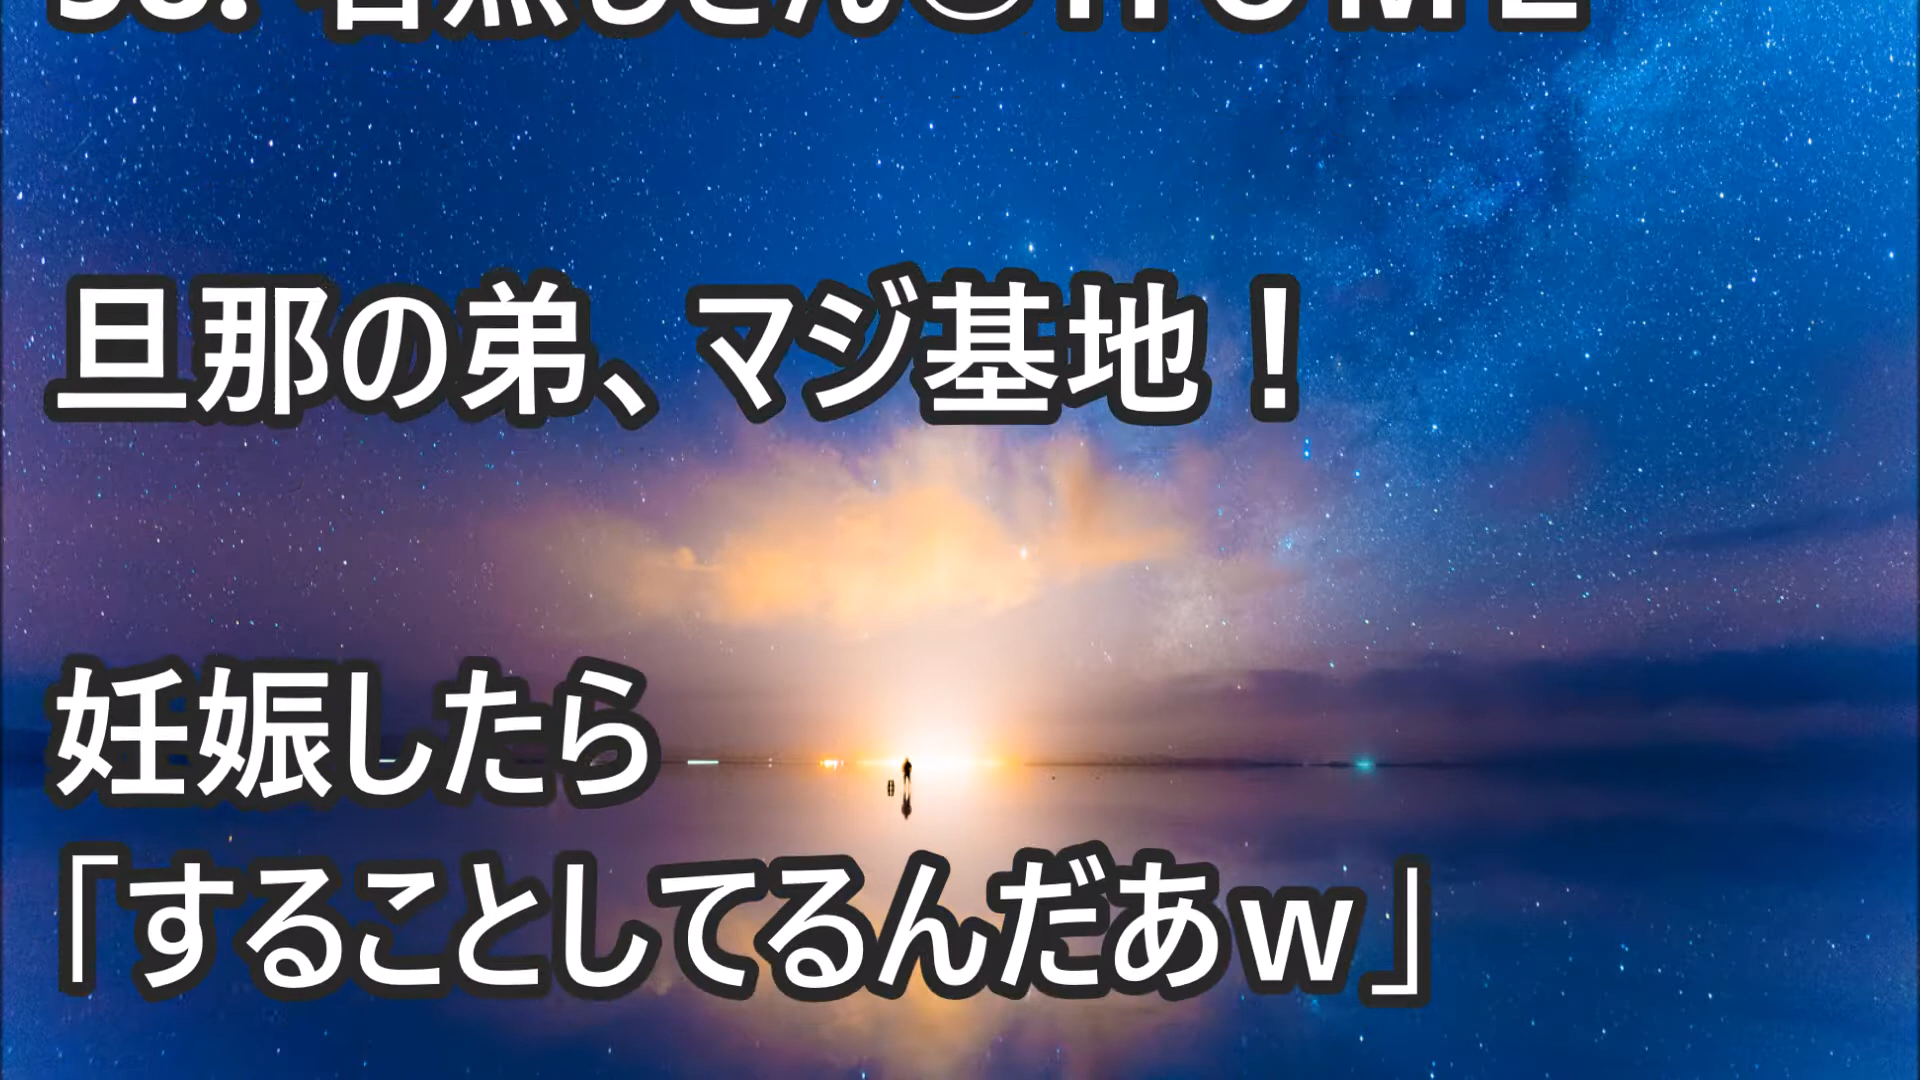 旦那の弟、マジ基地！
妊娠したら
「することしてるんだあｗ」